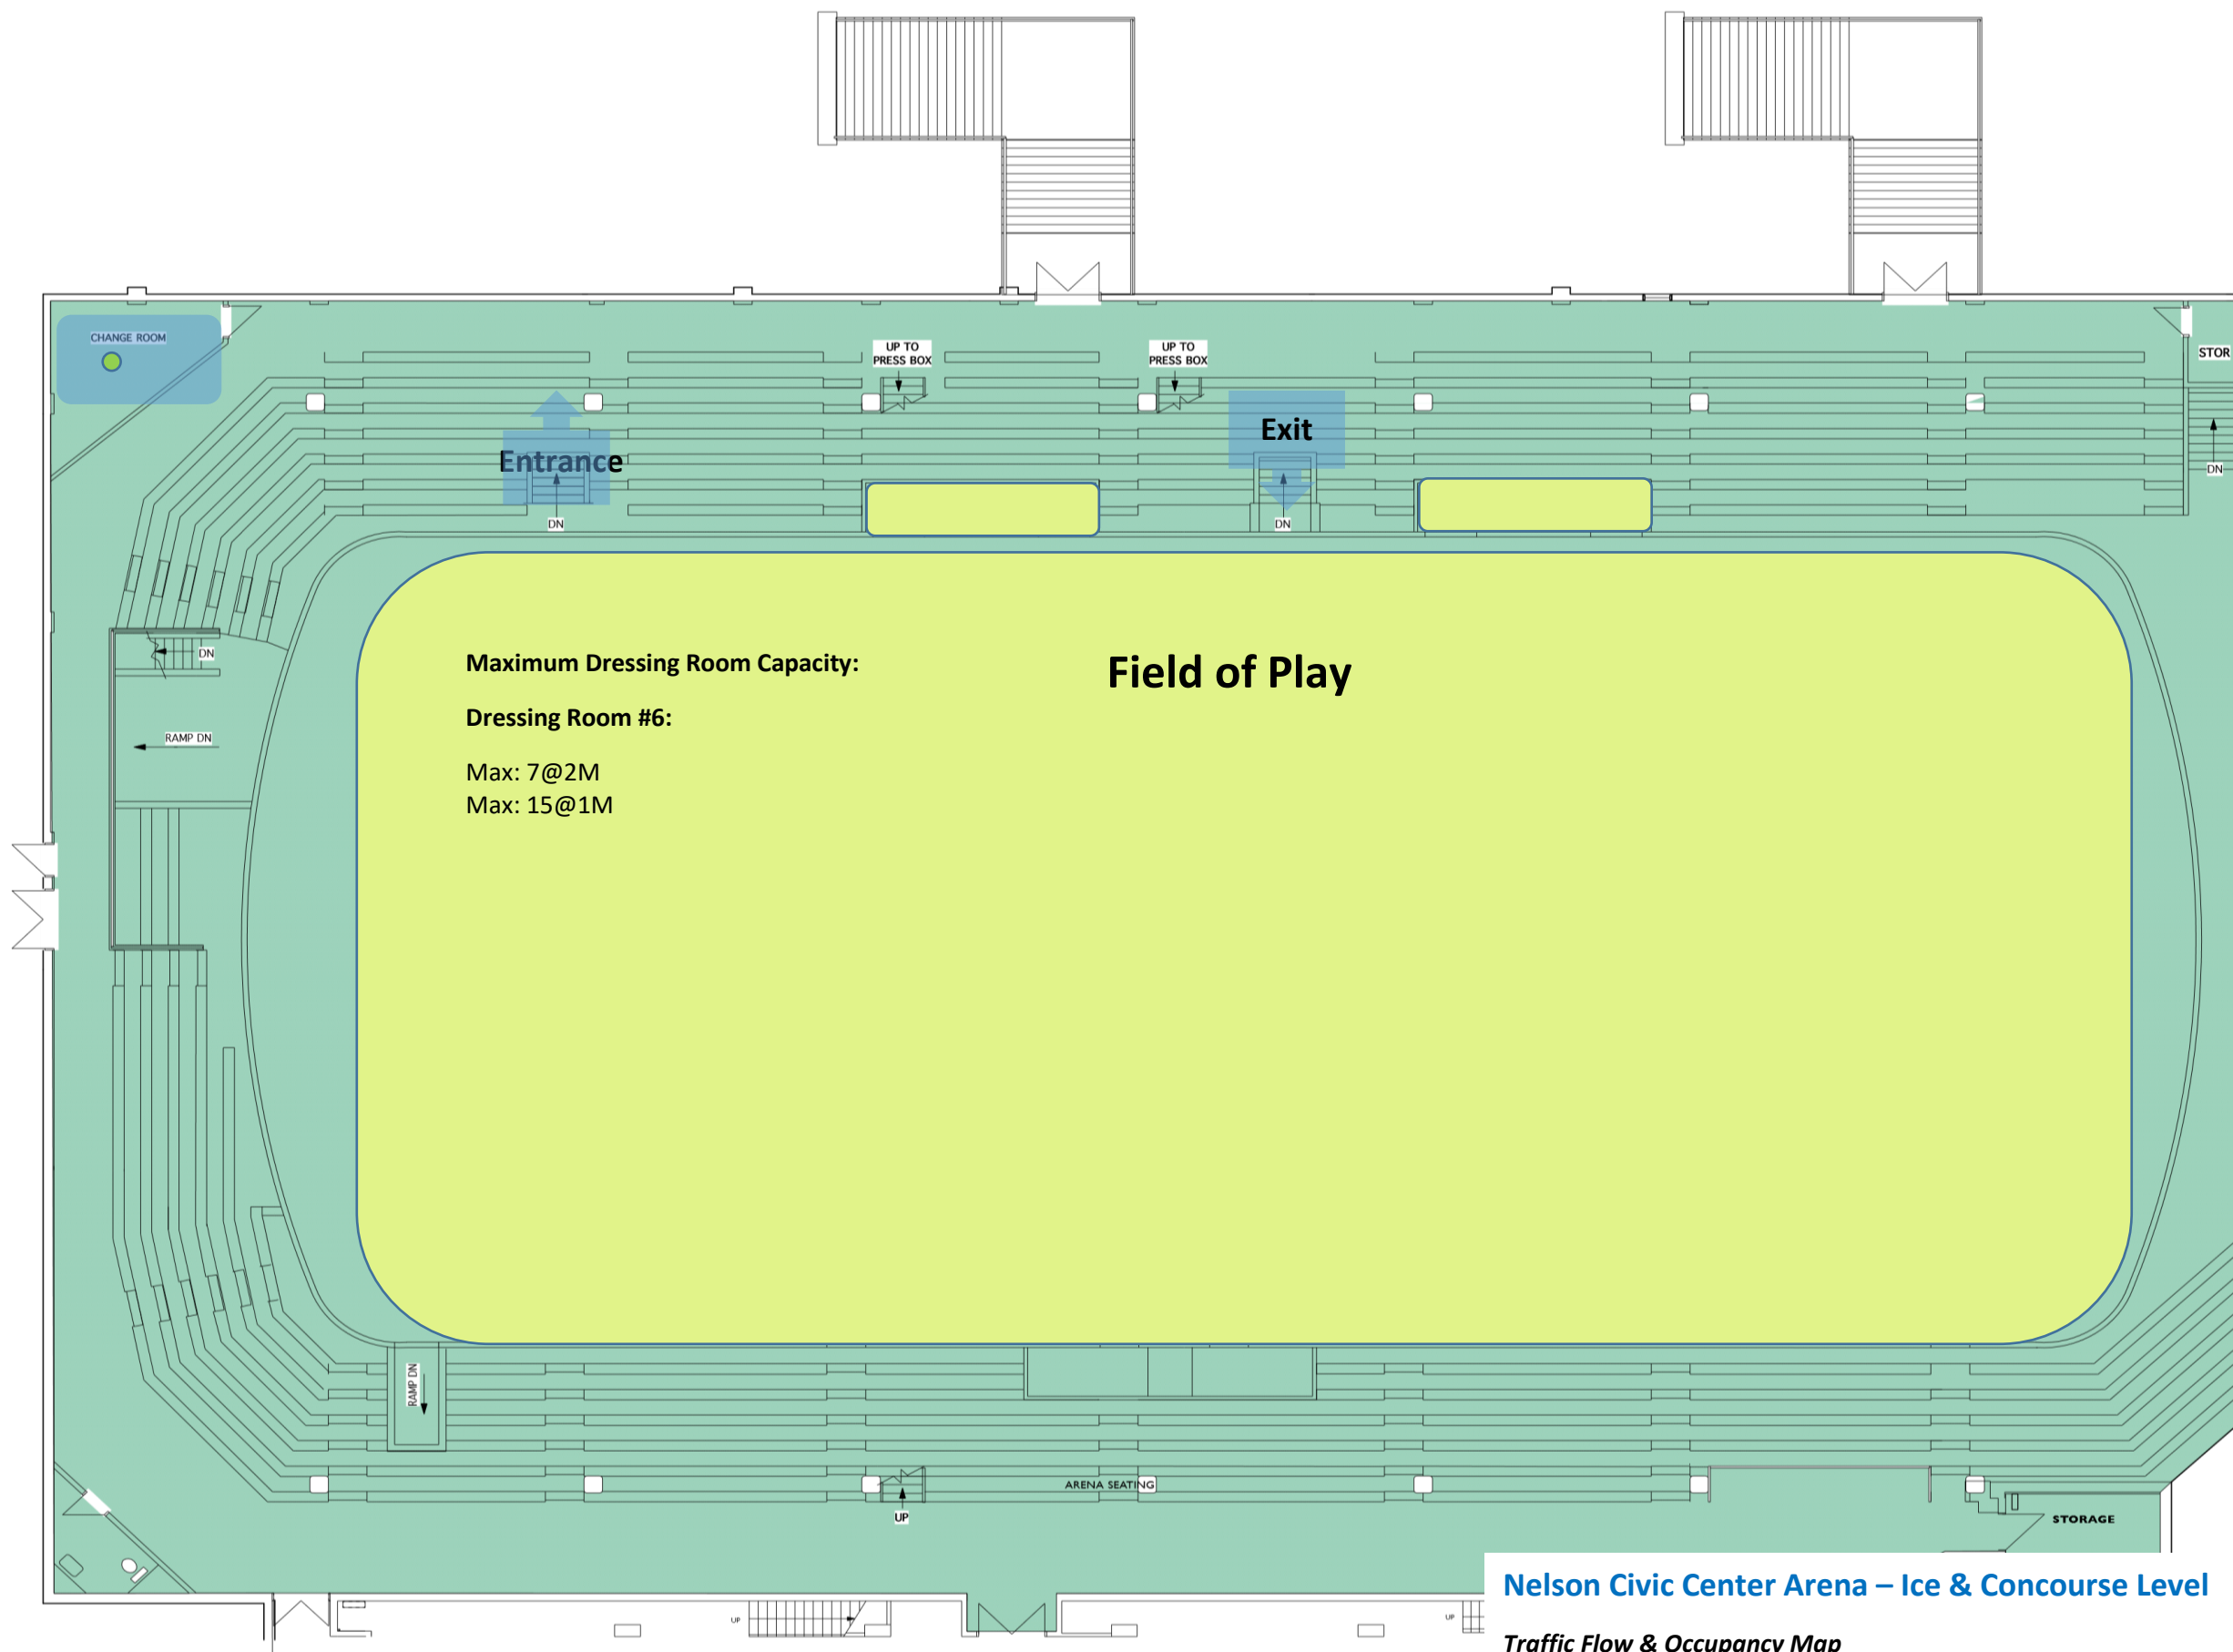 CHANGE ROOM
UP TO
PRESS BOX
UP TO
PRESS BOX
STOR
Entrance
Exit
DN
DN
DN
DN
Maximum Dressing Room Capacity:
Field of Play
Dressing Room #6:
RAMP DN
Max: 7@2M
Max: 15@1M
RAMP DN
ARENA SEATING
UP
STORAGE
Nelson Civic Center Arena – Ice & Concourse Level
UP
UP
Traffic Flow & Occupancy Map